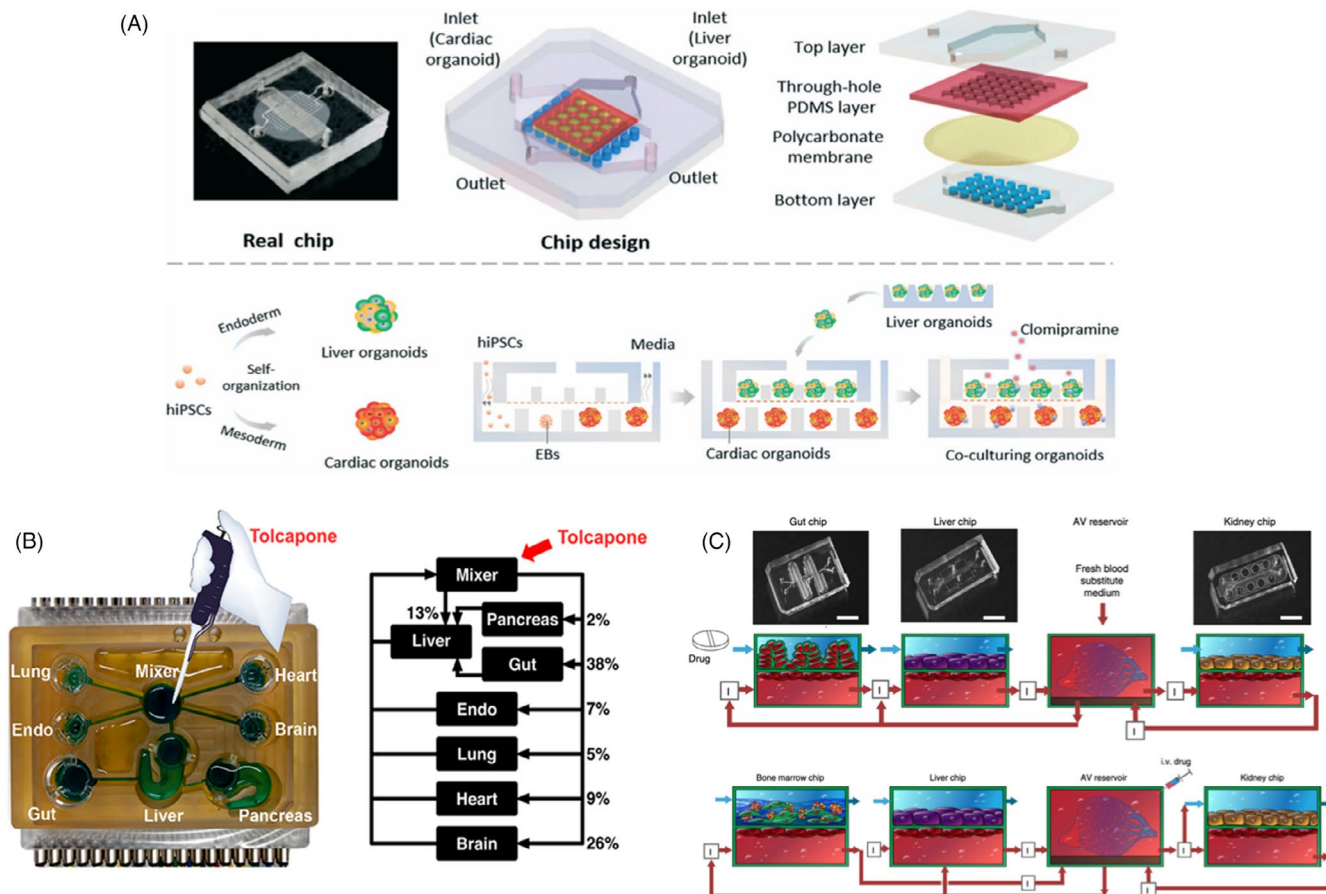 (A)
Inlet
(Cardiac
organoid)
Inlet
(Liver
organoid)
Outlet
Outlet
Real chip
Chip design
Top layer
Through-hole
PDMS layer
Polycarbonate
membrane
Bottom layer
hiPSCs
Endoderm
Self-
organization
Mesoderm
Liver organoids
Cardiac organoids
hiPSCs
Media
EBs
Liver organoids
Cardiac organoids
Clomipramine
Co-culturing organoids
(B)
Tolcapone
Lung
Mixer
Heart
Endo
Brain
Gut
Liver
Pancreas
Tolcapone
Mixer
13%
Pancreas
2%
Liver
Gut
38%
Endo
7%
Lung
5%
Heart
9%
Brain
26%
(C)
Gut chip
Liver chip
AV reservoir
Kidney chip
Fresh blood
substitute
medium
Drug
I
I
I
I
I
Bone marrow chip
Liver chip
AV reservoir
i.v. drug
Kidney chip
I
I
I
I
I
I